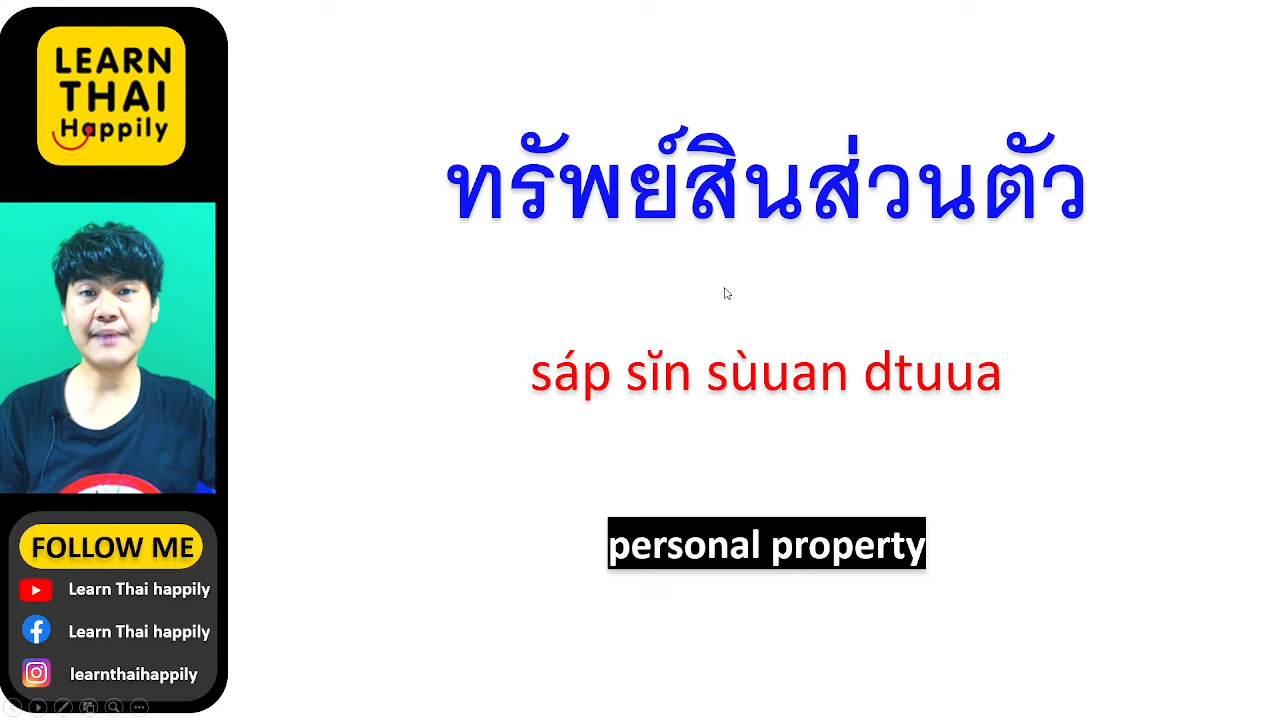 LEARN
THAI
Happily
ทรัพย์สินส่วนตัว
sáp sĭn sùuan dtuua
personal property
FOLLOW ME
Learn Thai happily
Learn Thai happily
learnthaihappily